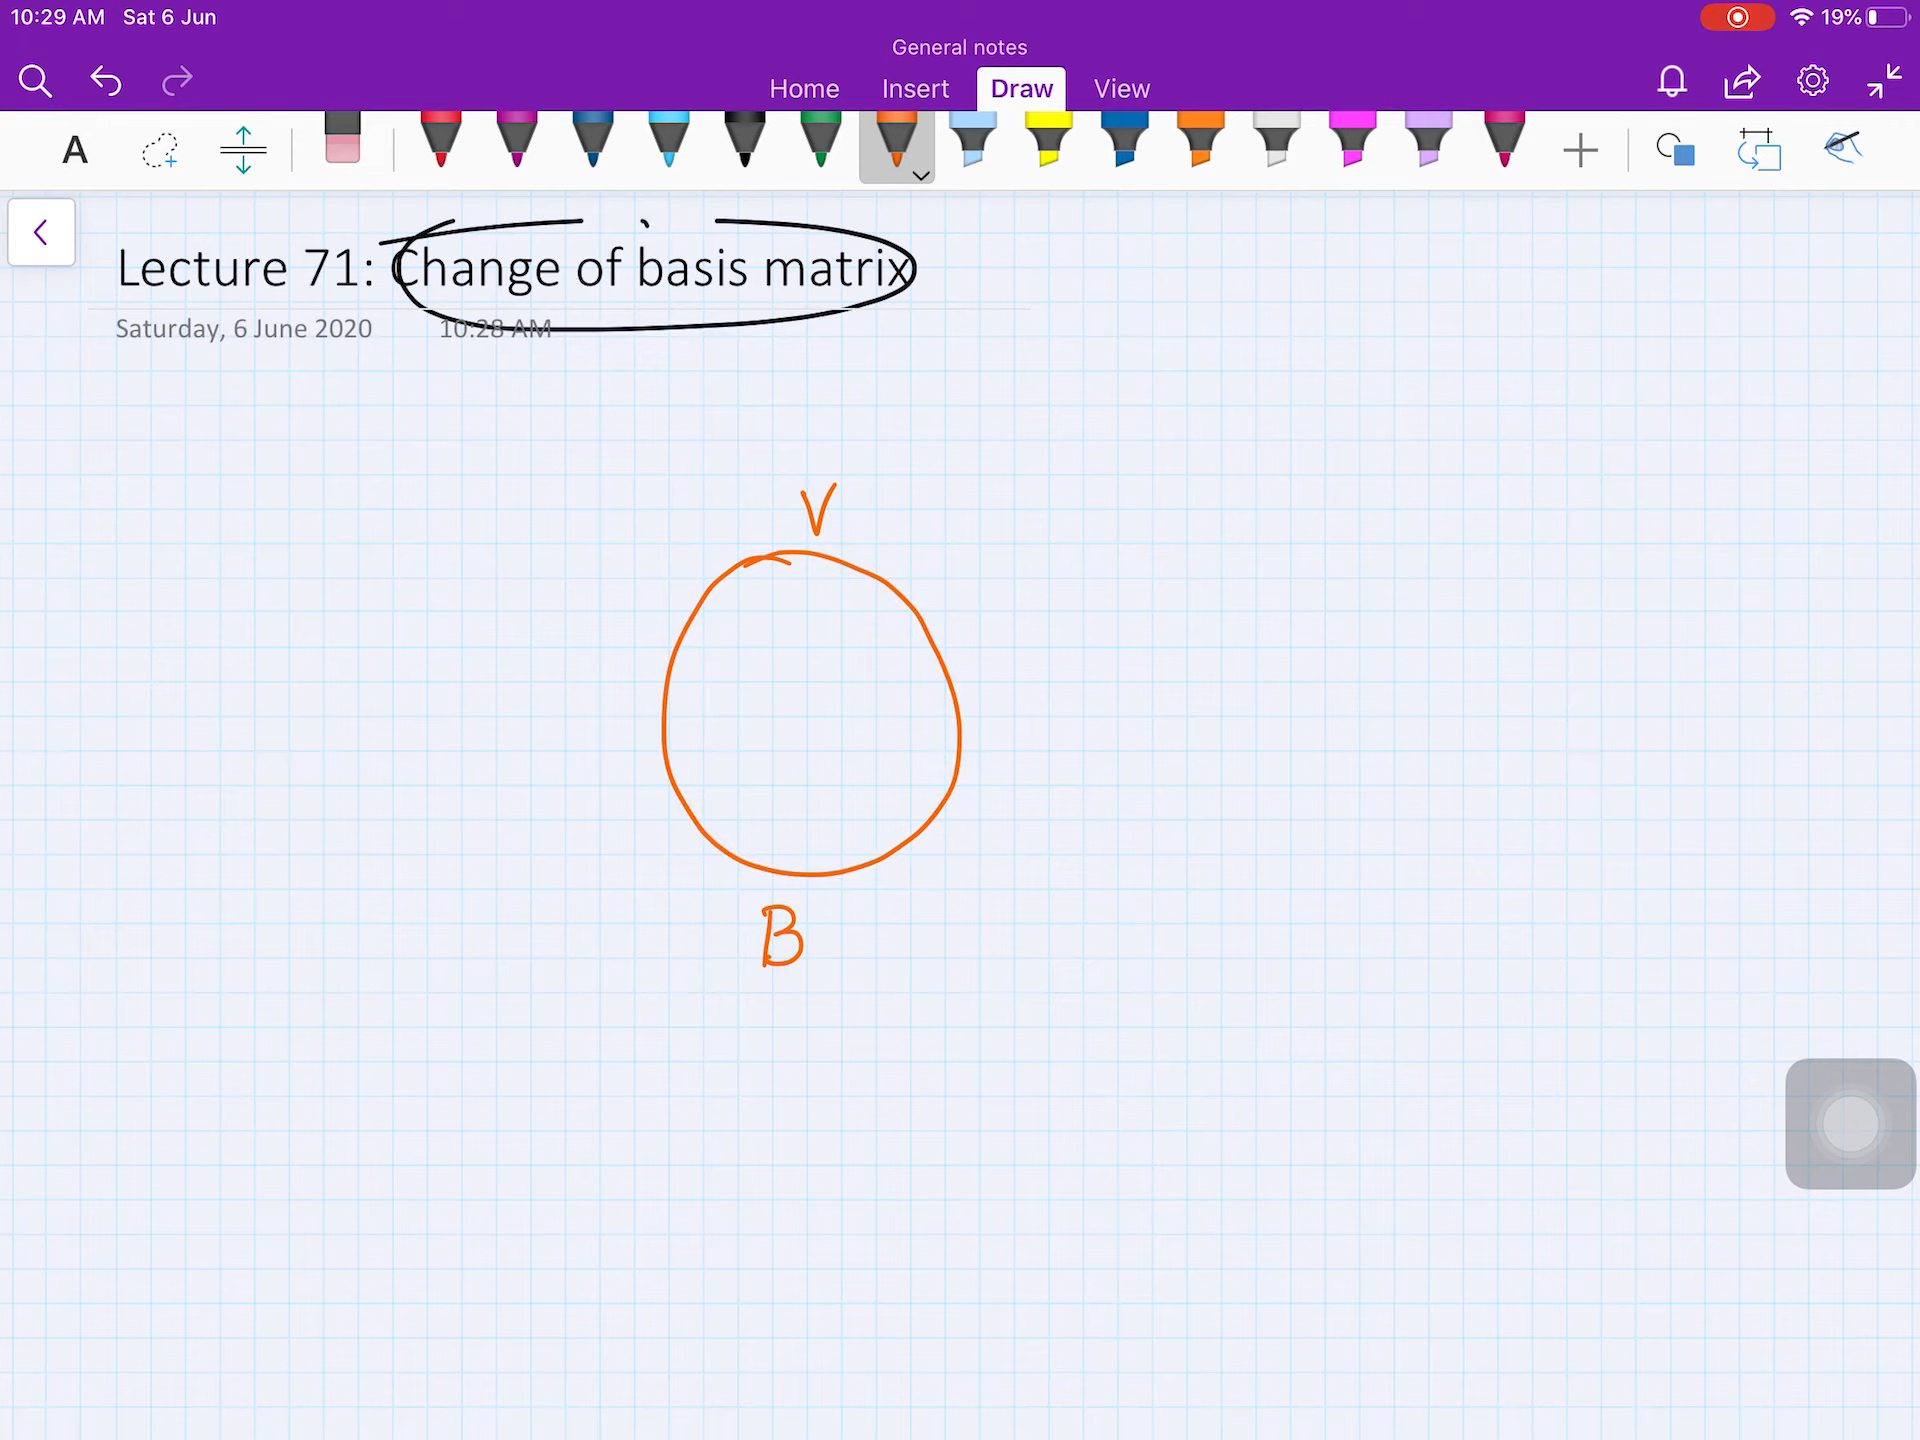 10:29 AM Sat 6 Jun 19%
General notes
Home Insert Draw View
A
Lecture 71: Change of basis matrix
Saturday, 6 June 2020 10:28 AM
V
B